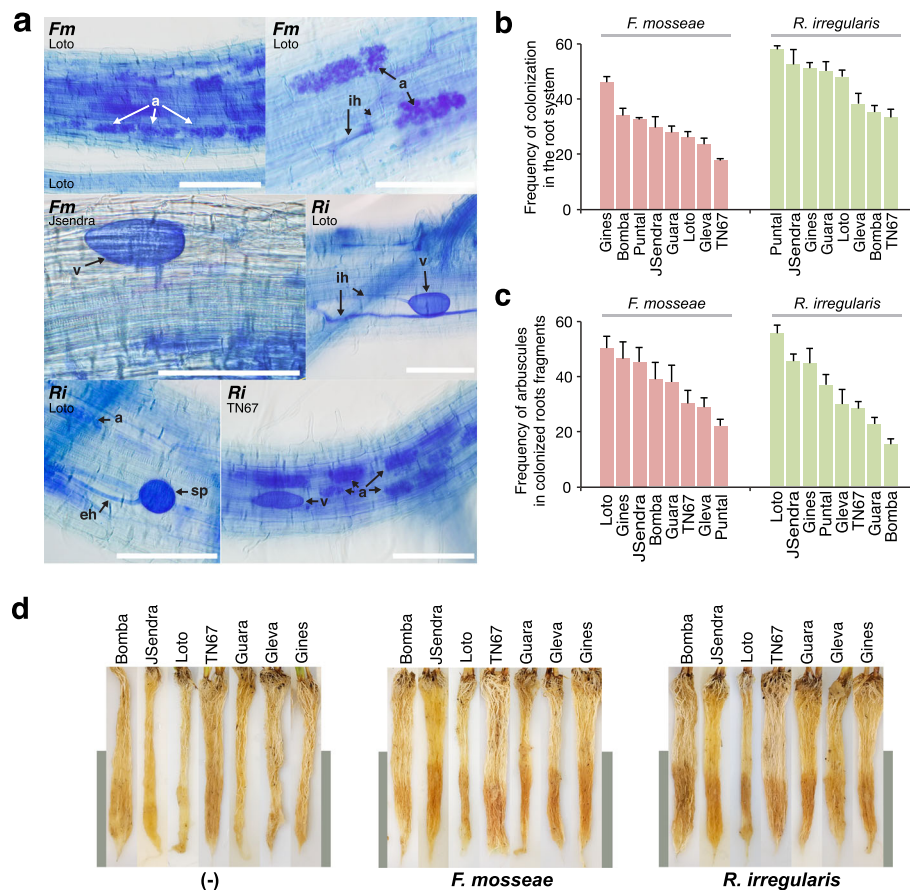 a
Fm
Loto
a
Loto
Fm
Loto
a
ih
Fm
Jsendra
v
Ri
Loto
ih
v
Ri
Loto
a
sp
eh
Ri
TN67
a
v
b
F. mosseae
R. irregularis
Frequency of colonization
in the root system
60
40
20
0
Gines
Bomba
Puntal
JSendra
Guara
Loto
Gleva
TN67
Puntal
JSendra
Gines
Guara
Loto
Gleva
Bomba
TN67
c
F. mosseae
R. irregularis
Frequency of arbuscules
in colonized roots fragments
60
40
20
0
Loto
Gines
JSendra
Bomba
Guara
TN67
Gleva
Puntal
Loto
JSendra
Gines
Puntal
Gleva
TN67
Guara
Bomba
d
Bomba
JSendra
Loto
TN67
Guara
Gleva
Gines
(-)
Bomba
JSendra
Loto
TN67
Guara
Gleva
Gines
F. mosseae
Bomba
JSendra
Loto
TN67
Guara
Gleva
Gines
R. irregularis